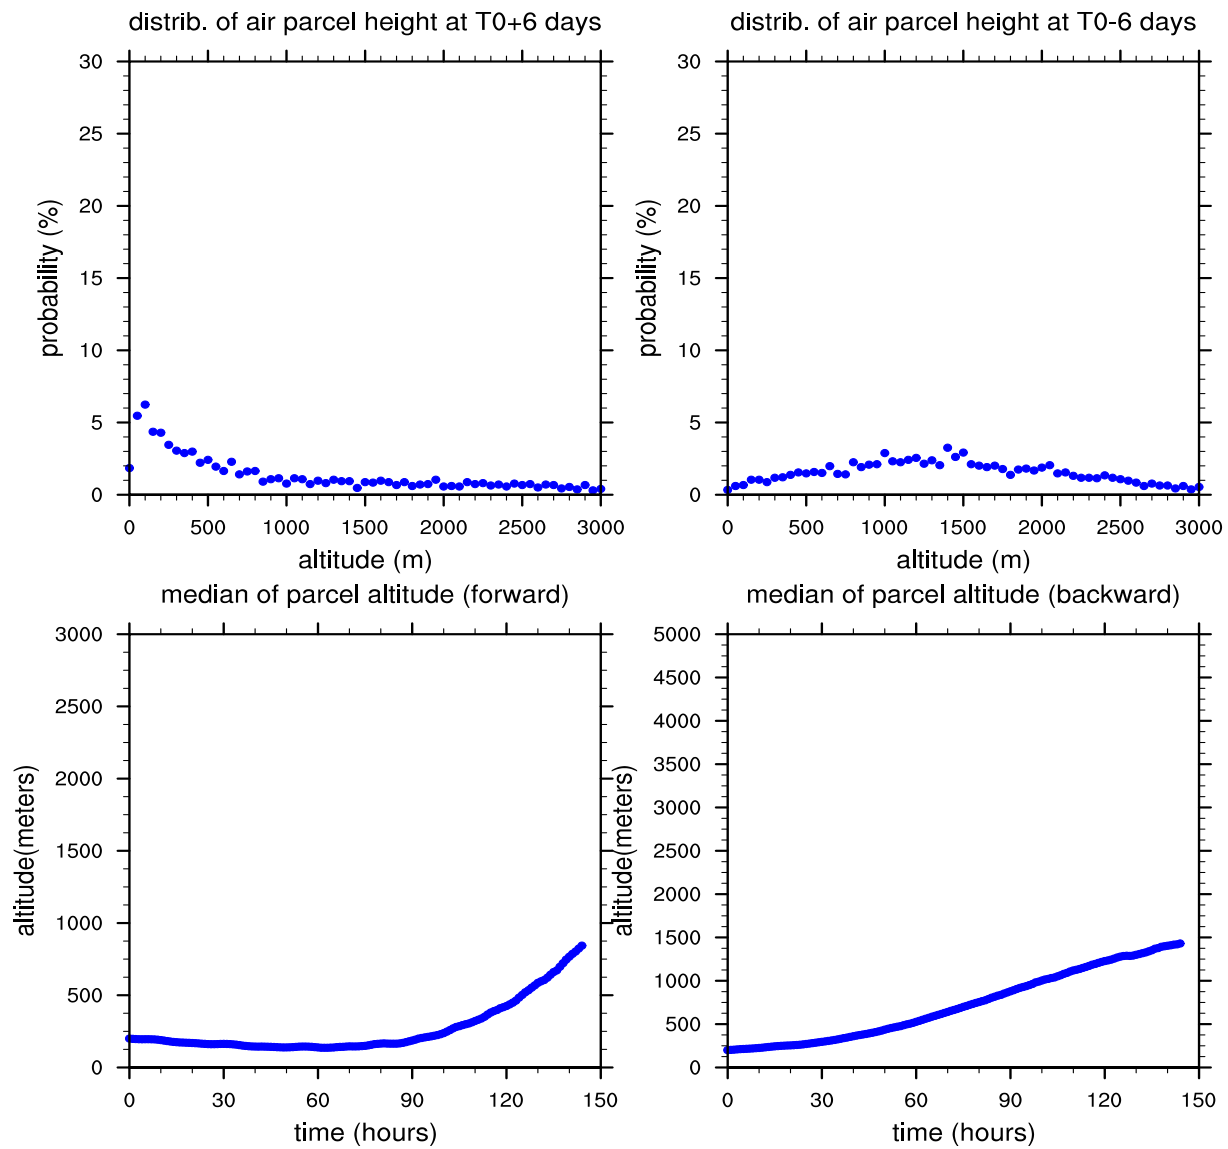 distrib. of air parcel height at T0+6 days
30
25
20
15
10
5
0
probability (%)
0 500 1000 1500 2000 2500 3000
altitude (m)
distrib. of air parcel height at T0-6 days
30
25
20
15
10
5
0
probability (%)
0 500 1000 1500 2000 2500 3000
altitude (m)
median of parcel altitude (forward)
3000
2500
2000
1500
1000
500
0
altitude(meters)
0 30 60 90 120 150
time (hours)
median of parcel altitude (backward)
5000
4500
4000
3500
3000
2500
2000
1500
1000
500
0
altitude(meters)
0 30 60 90 120 150
time (hours)